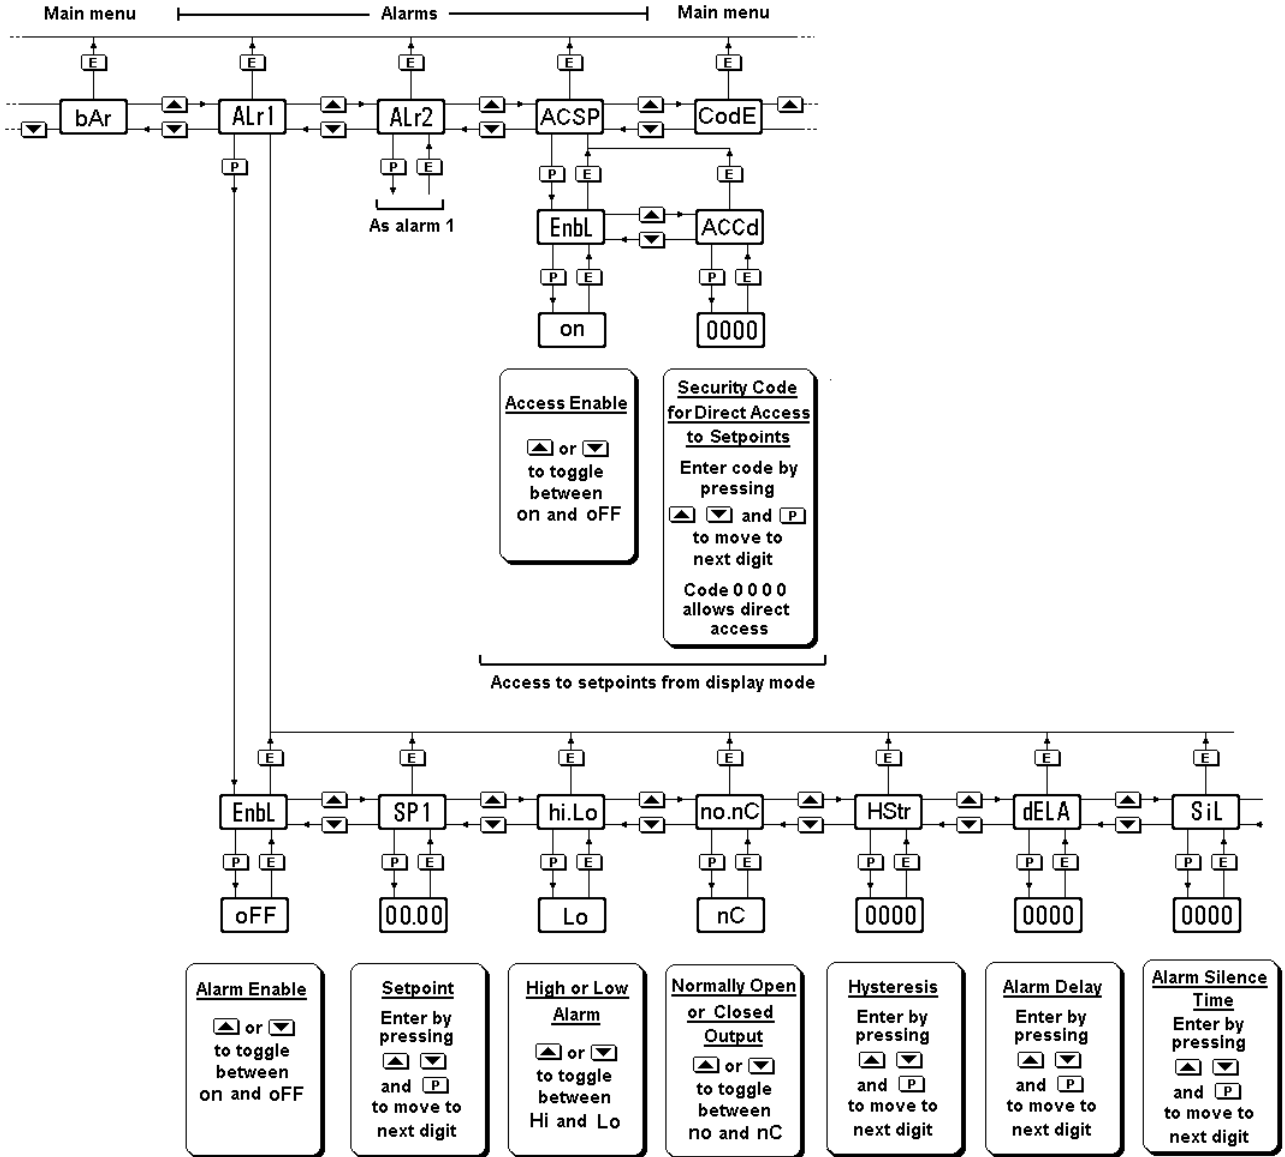 Main menu Alarms Main menu
E E E E E
bAr ALr1 ALr2 ACSP CodE
P P E P E E
As alarm 1
EnbL ACCd
P E P E
on 0000
Access Enable
or
to toggle
between
on and oFF
Security Code
for Direct Access
to Setpoints
Enter code by
pressing
and P
to move to
next digit
Code 0 0 0 0
allows direct
access
Access to setpoints from display mode
E E E E E E E
EnbL SP1 hi.Lo no.nC HStr dELA SiL
P E P E P E P E P E P E P E
oFF 00.00 Lo nC 0000 0000 0000
Alarm Enable
or
to toggle
between
on and oFF
Setpoint
Enter by
pressing
and P
to move to
next digit
High or Low
Alarm
or
to toggle
between
Hi and Lo
Normally Open
or Closed
Output
or
to toggle
between
no and nC
Hysteresis
Enter by
pressing
and P
to move to
next digit
Alarm Delay
Enter by
pressing
and P
to move to
next digit
Alarm Silence
Time
Enter by
pressing
and P
to move to
next digit